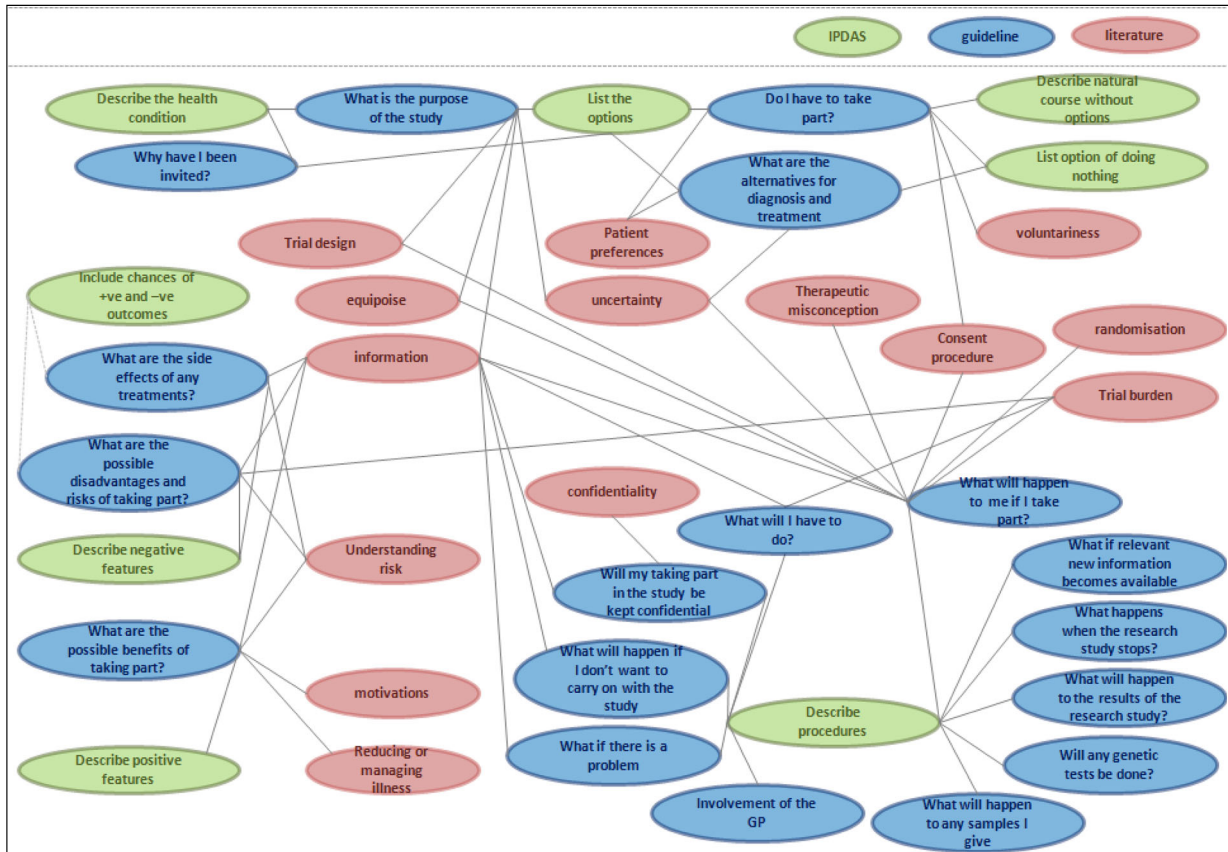 IPDAS
guideline
literature
Describe the health
condition
What is the purpose
of the study
List the
options
Do I have to take
part?
Describe natural
course without
options
Why have I been
invited?
What are the
alternatives for
diagnosis and
treatment
List option of doing
nothing
Trial design
Patient
preferences
voluntariness
Include chances of
+ve and –ve
outcomes
equipoise
uncertainty
Therapeutic
misconception
Consent
procedure
randomisation
What are the side
effects of any
treatments?
information
Trial burden
What are the
possible
disadvantages and
risks of taking part?
confidentiality
What will I have to
do?
What will happen
to me if I take
part?
Describe negative
features
Understanding
risk
Will my taking part
in the study be
kept confidential
What if relevant
new information
becomes available
What are the
possible benefits of
taking part?
What will happen if
I don't want to
carry on with the
study
What happens
when the research
study stops?
motivations
Describe
procedures
What will happen
to the results of the
research study?
Describe positive
features
Reducing or
managing
illness
What if there is a
problem
Will any genetic
tests be done?
Involvement of the
GP
What will happen
to any samples I
give